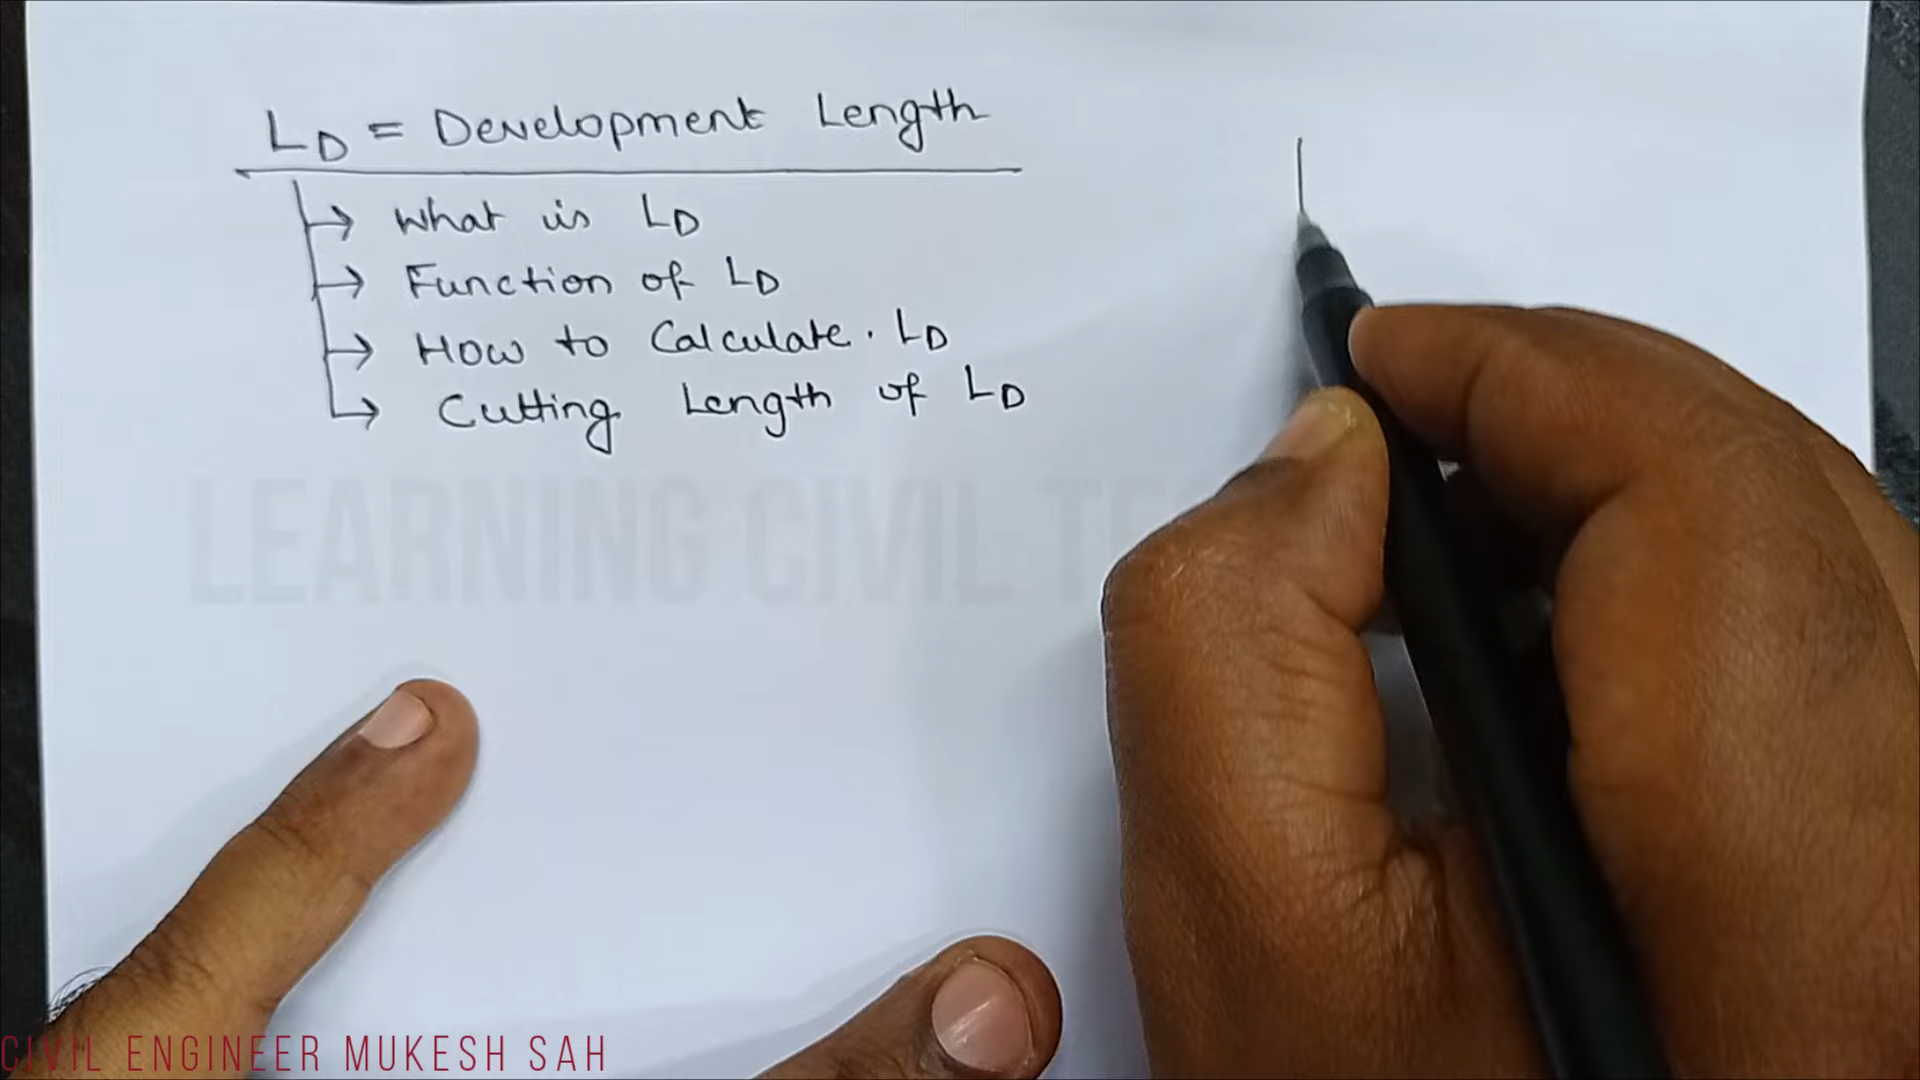 LD = Development Length
What is LD
Function of LD
How to Calculate. LD
Cutting Length of LD
LEARNING CIVIL
CIVIL ENGINEER MUKESH SAH